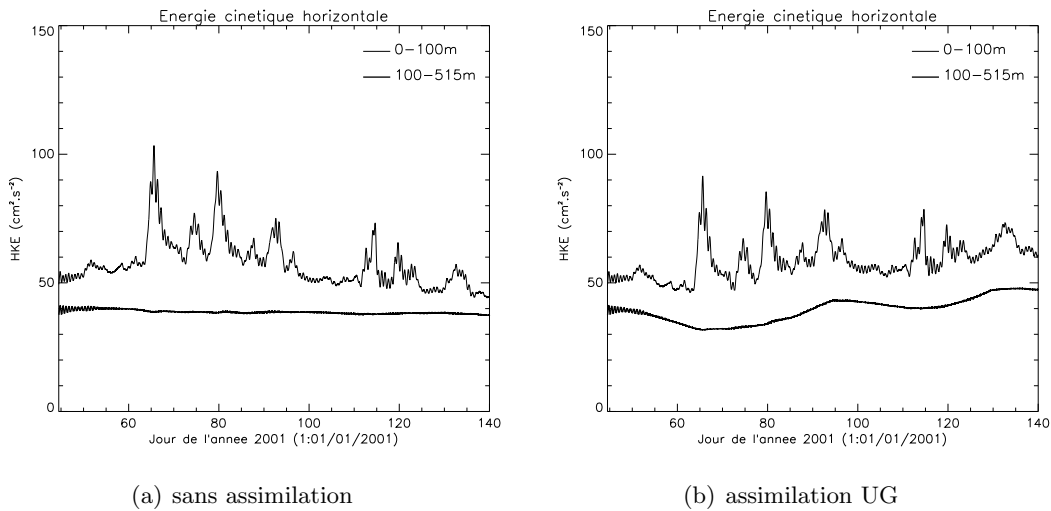 Energie cinetique horizontale
150
100
50
0
HKE (cm².s⁻²)
0−100m
100−515m
60 80 100 120 140
Jour de l'annee 2001 (1:01/01/2001)
(a) sans assimilation
Energie cinetique horizontale
150
100
50
0
HKE (cm².s⁻²)
0−100m
100−515m
60 80 100 120 140
Jour de l'annee 2001 (1:01/01/2001)
(b) assimilation UG